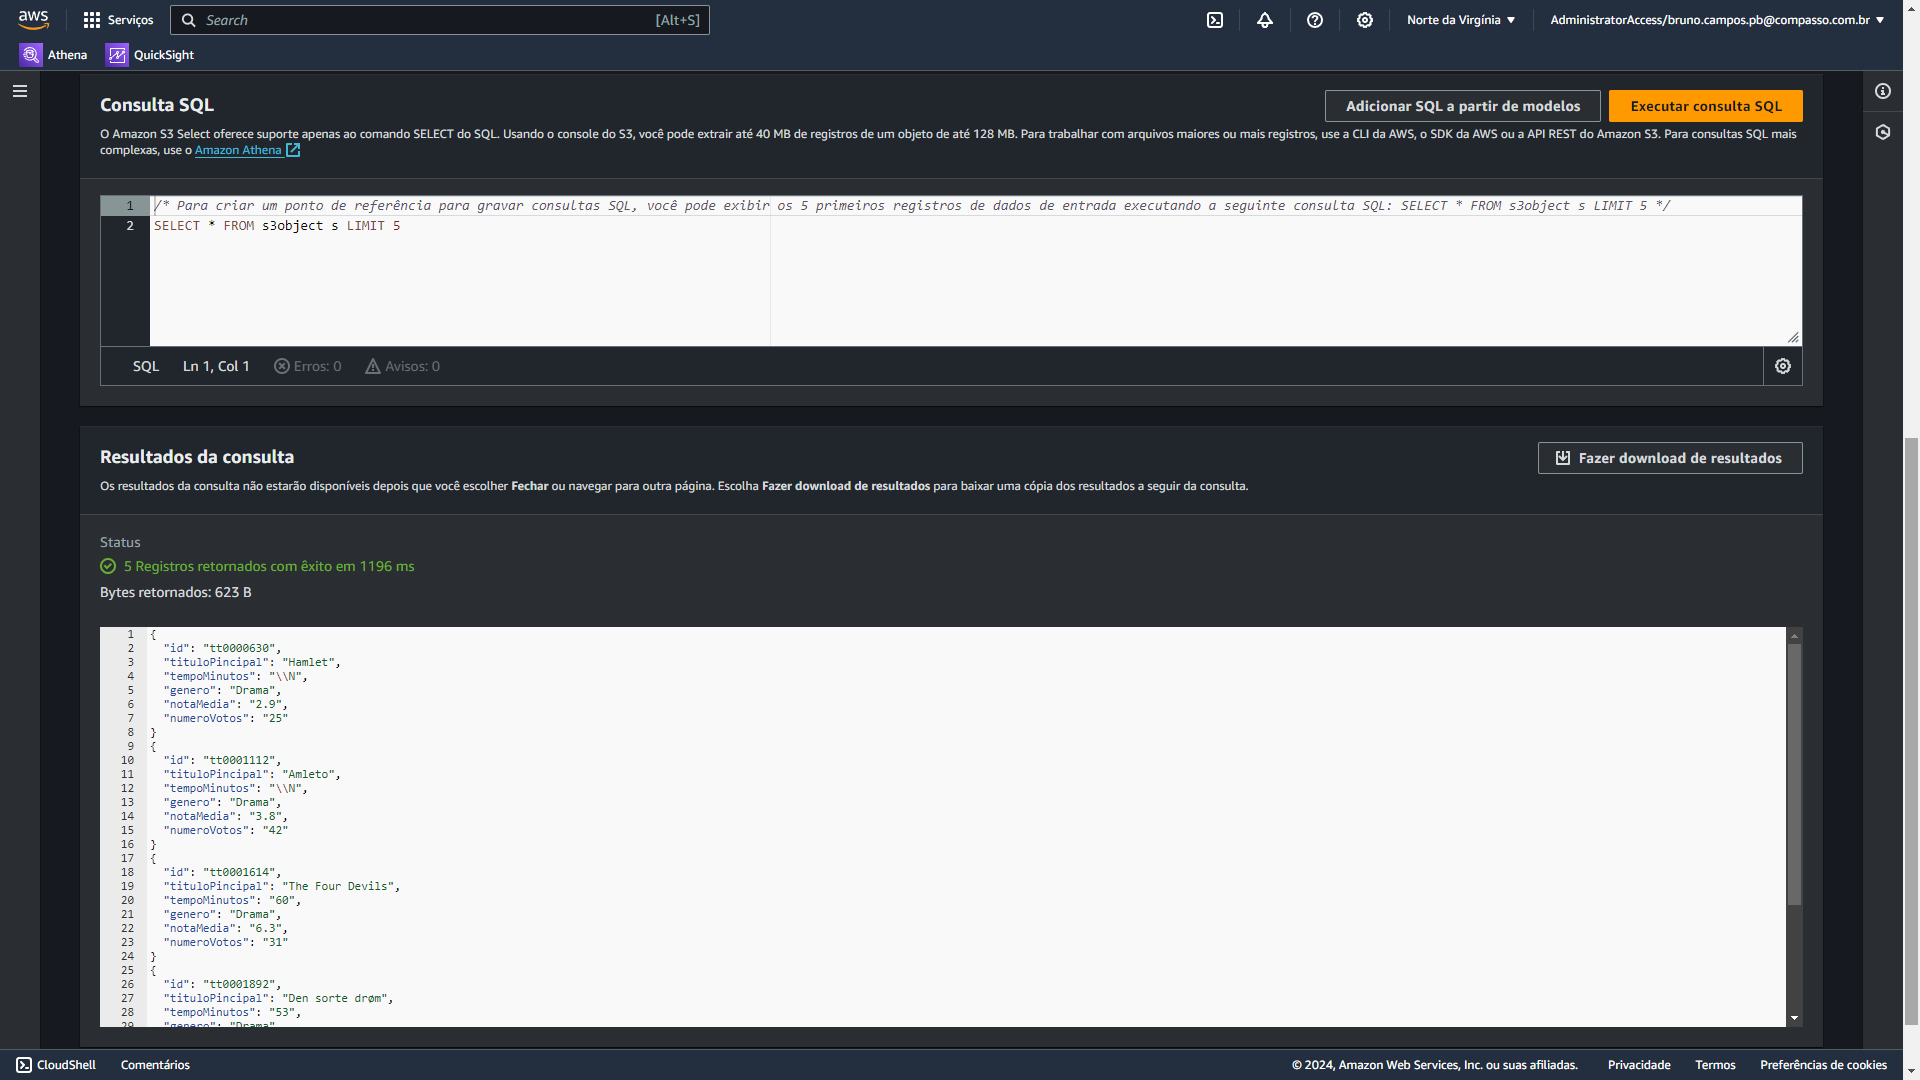 aws
Serviços
Search
[Alt+S]
Norte da Virgínia
AdministratorAccess/bruno.campos.pb@compasso.com.br
Athena
QuickSight
Consulta SQL
Adicionar SQL a partir de modelos
Executar consulta SQL
O Amazon S3 Select oferece suporte apenas ao comando SELECT do SQL. Usando o console do S3, você pode extrair até 40 MB de registros de um objeto de até 128 MB. Para trabalhar com arquivos maiores ou mais registros, use a CLI da AWS, o SDK da AWS ou a API REST do Amazon S3. Para consultas SQL mais
complexas, use o Amazon Athena
1 /* Para criar um ponto de referência para gravar consultas SQL, você pode exibir os 5 primeiros registros de dados de entrada executando a seguinte consulta SQL: SELECT * FROM s3object s LIMIT 5 */
2 SELECT * FROM s3object s LIMIT 5
SQL Ln 1, Col 1 Erros: 0 Avisos: 0
Resultados da consulta
Fazer download de resultados
Os resultados da consulta não estarão disponíveis depois que você escolher Fechar ou navegar para outra página. Escolha Fazer download de resultados para baixar uma cópia dos resultados a seguir da consulta.
Status
5 Registros retornados com êxito em 1196 ms
Bytes retornados: 623 B
1 {
2 "id": "tt0000630",
3 "tituloPincipal": "Hamlet",
4 "tempoMinutos": "\\N",
5 "genero": "Drama",
6 "notaMedia": "2.9",
7 "numeroVotos": "25"
8 }
9 {
10 "id": "tt0001112",
11 "tituloPincipal": "Amleto",
12 "tempoMinutos": "\\N",
13 "genero": "Drama",
14 "notaMedia": "3.8",
15 "numeroVotos": "42"
16 }
17 {
18 "id": "tt0001614",
19 "tituloPincipal": "The Four Devils",
20 "tempoMinutos": "60",
21 "genero": "Drama",
22 "notaMedia": "6.3",
23 "numeroVotos": "31"
24 }
25 {
26 "id": "tt0001892",
27 "tituloPincipal": "Den sorte drøm",
28 "tempoMinutos": "53",
29 "genero": "Drama"
CloudShell
Comentários
© 2024, Amazon Web Services, Inc. ou suas afiliadas.
Privacidade
Termos
Preferências de cookies